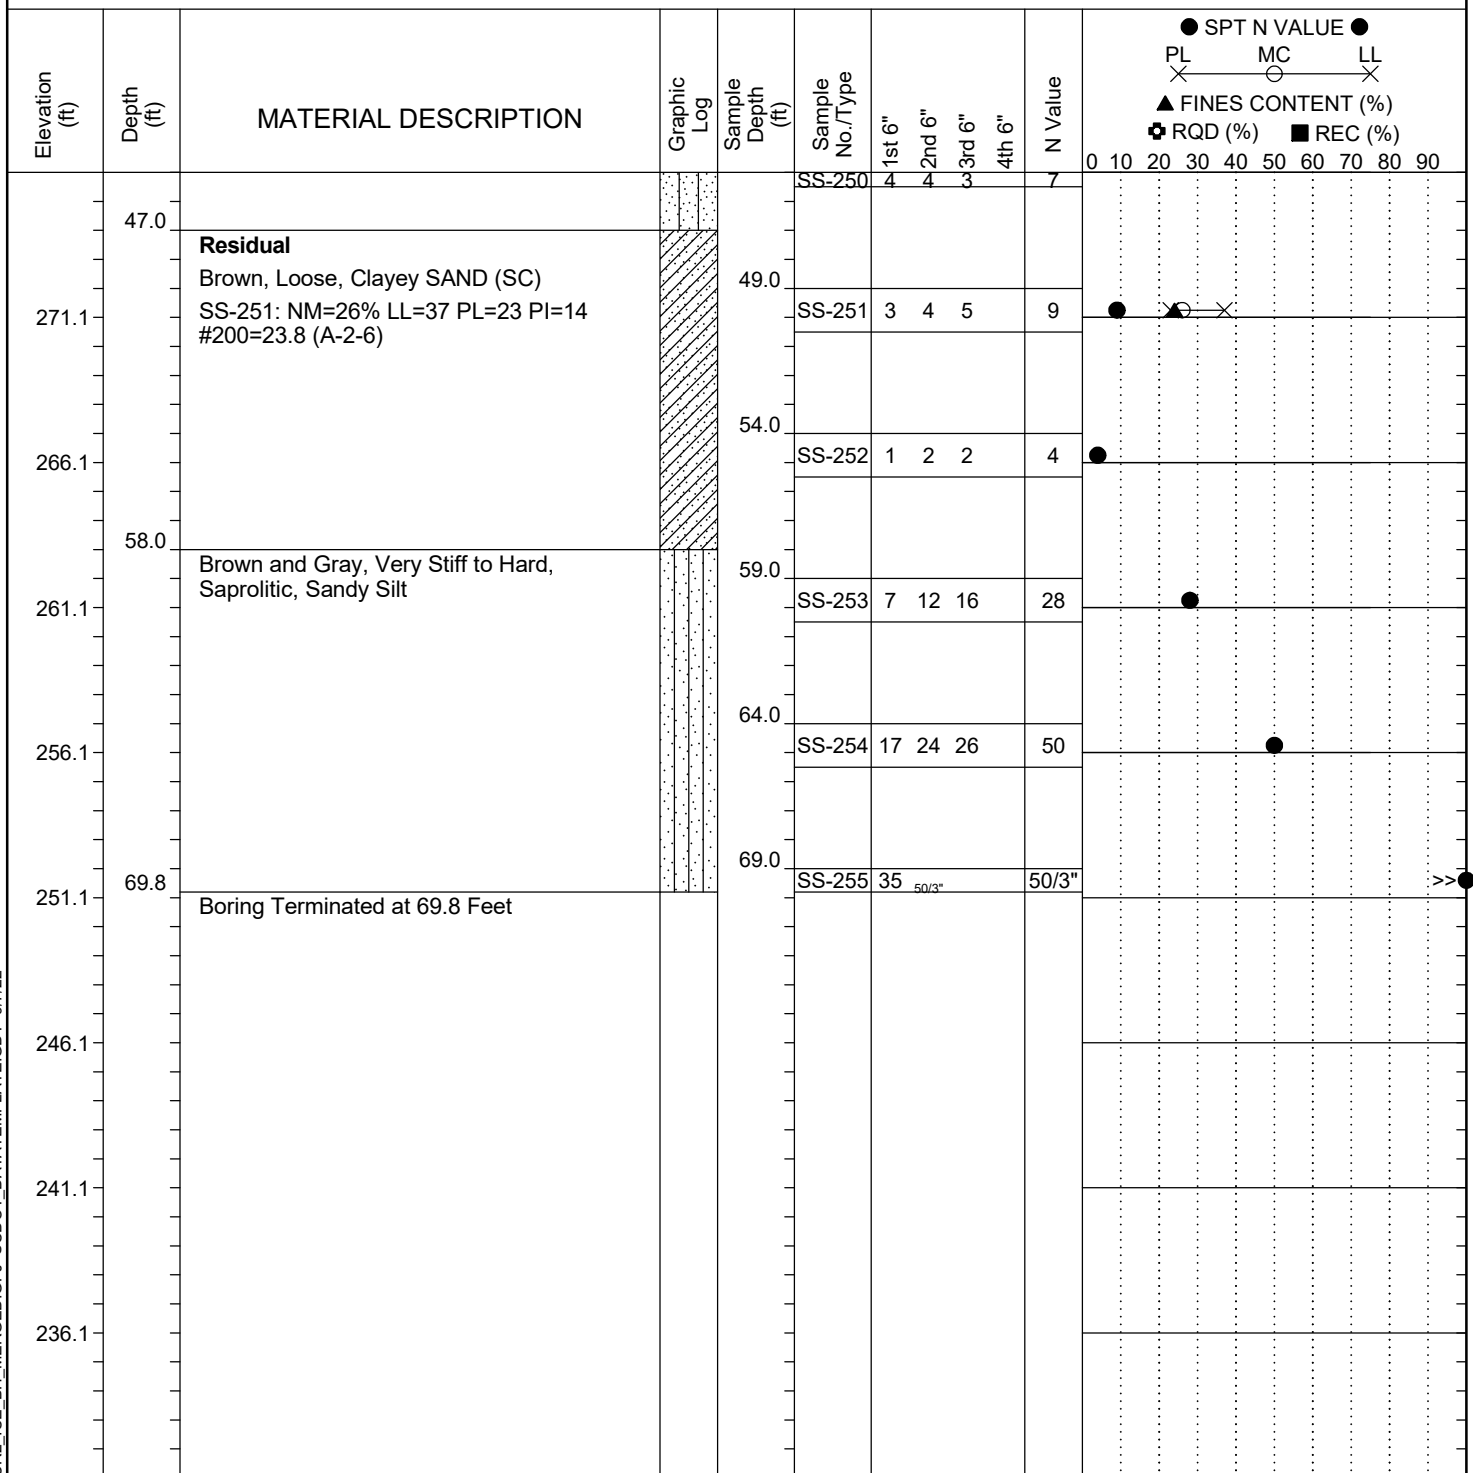 ● SPT N VALUE ●
PL MC LL
▲ FINES CONTENT (%)
RQD (%) ■ REC (%)
Elevation (ft)
Depth (ft)
MATERIAL DESCRIPTION
Graphic Log
Sample Depth (ft)
Sample No./Type
1st 6"
2nd 6"
3rd 6"
4th 6"
N Value
0 10 20 30 40 50 60 70 80 90
SS-250 4 4 3 7
47.0
Residual
Brown, Loose, Clayey SAND (SC)
49.0
271.1 SS-251: NM=26% LL=37 PL=23 PI=14 SS-251 3 4 5 9
#200=23.8 (A-2-6)
54.0
266.1 SS-252 1 2 2 4
58.0
Brown and Gray, Very Stiff to Hard,
59.0
Saprolitic, Sandy Silt
261.1 SS-253 7 12 16 28
64.0
256.1 SS-254 17 24 26 50
69.0
69.8 SS-255 35 50/3" 50/3" >>
251.1 Boring Terminated at 69.8 Feet
246.1
241.1
236.1